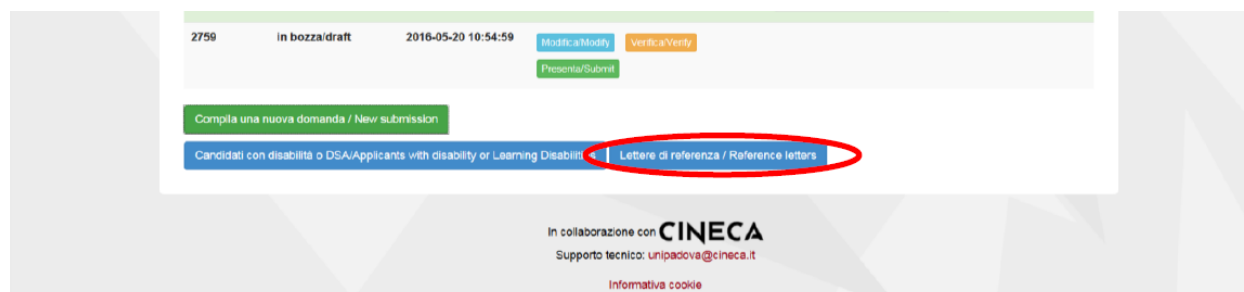 2759 in bozza/draft 2016-05-20 10:54:59 Modifica/Modify Verifica/Verify
Presenta/Submit
Compila una nuova domanda / New submission
Candidati con disabilità o DSA/Applicants with disability or Learning Disabilities Lettere di referenza / Reference letters
In collaborazione con CINECA
Supporto tecnico: unipadova@cineca.it
Informativa cookie